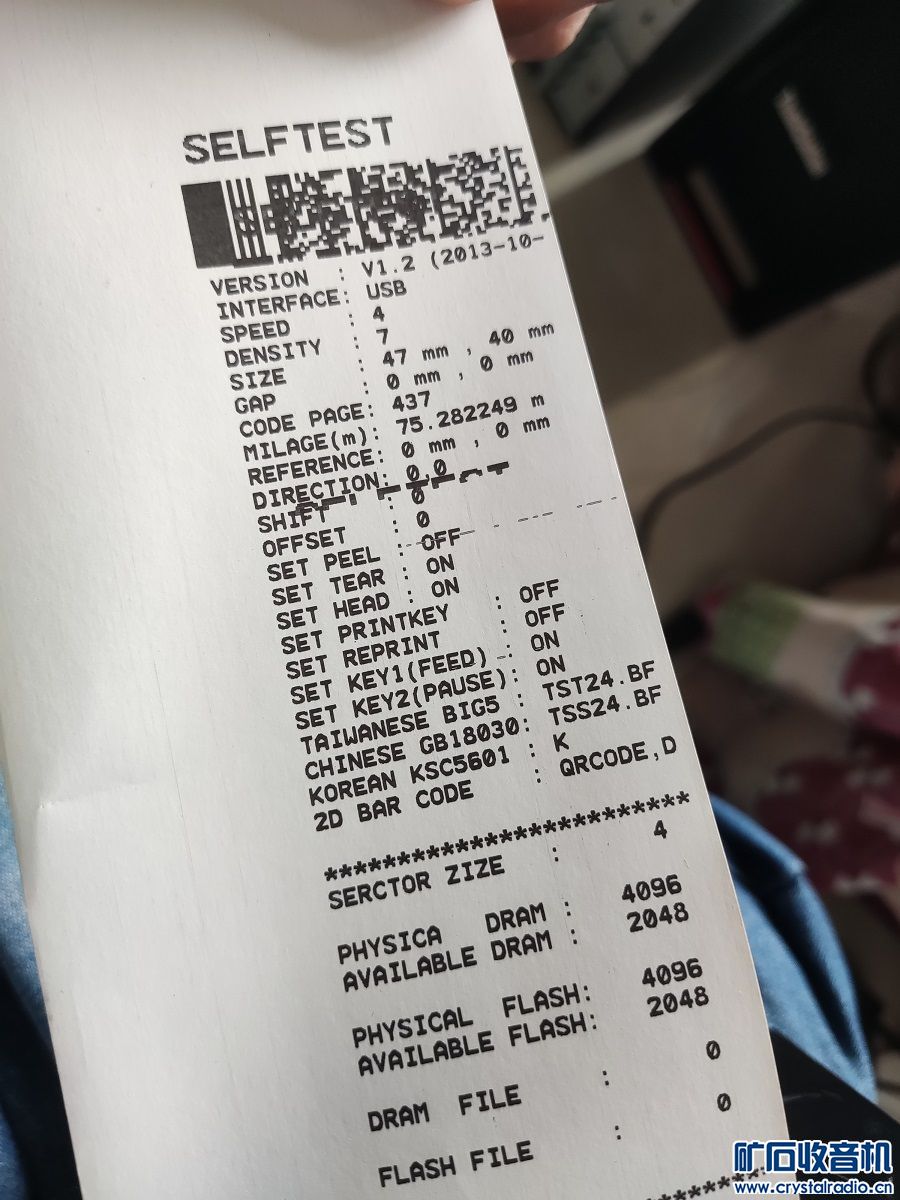 SELFTEST
VERSION : V1.2 (2013-10-
INTERFACE: USB
SPEED : 4
DENSITY : 7
SIZE : 47 mm , 40 mm
GAP : 0 mm , 0 mm
CODE PAGE: 437
MILAGE(m): 75.282249 m
REFERENCE: 0 mm , 0 mm
DIRECTION: 0,0
SHIFT : 0
OFFSET : 0
SET PEEL : OFF
SET TEAR : ON
SET HEAD : ON
SET PRINTKEY : OFF
SET REPRINT : OFF
SET KEY1(FEED) : ON
SET KEY2(PAUSE): ON
TAIWANESE BIG5 : TST24.BF
CHINESE GB18030: TSS24.BF
KOREAN KSC5601 : K
2D BAR CODE : QRCODE,D
*************************
SERCTOR ZIZE : 4
PHYSICA DRAM : 4096
AVAILABLE DRAM : 2048
PHYSICAL FLASH: 4096
AVAILABLE FLASH: 2048
DRAM FILE : 0
FLASH FILE : 0
矿石收音机
www.crystalradio.cn